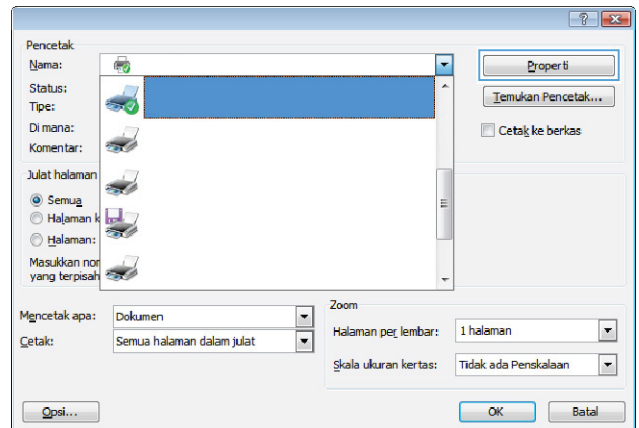 Pencetak
Nama:
Properti
Status:
Tipe:
Temukan Pencetak...
Di mana:
Cetak ke berkas
Komentar:
Julat halaman
Semua
Halaman k
Halaman:
Masukkan nor
yang terpisah
Mencetak apa: Dokumen
Cetak: Semua halaman dalam julat
Zoom
Halaman per lembar: 1 halaman
Skala ukuran kertas: Tidak ada Penskalaan
Opsi...
OK
Batal